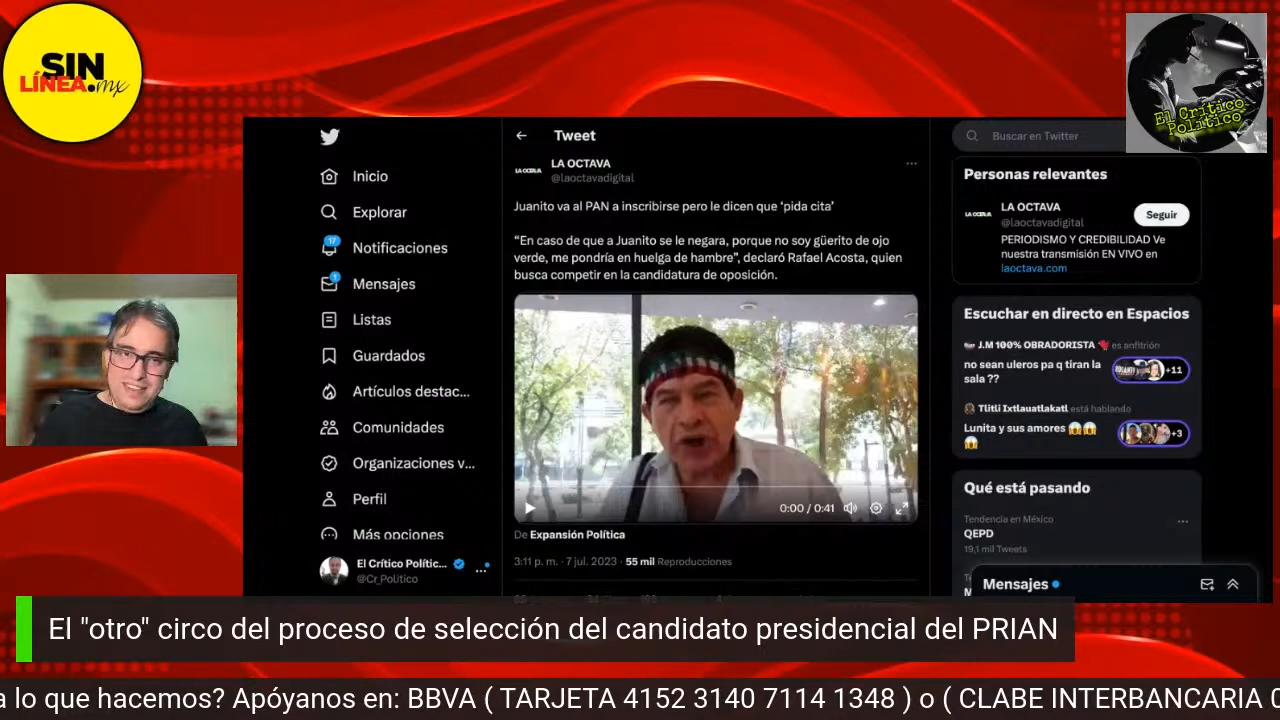 SIN
LÍNEA.mx
El Crítico
Político
Inicio
Explorar
17
Notificaciones
1
Mensajes
Listas
Guardados
Artículos destac...
Comunidades
Organizaciones v...
Perfil
Más opciones
El Crítico Polític...
@Cr_Politico
Tweet
LA OCTAVA
LA OCTAVA
@laoctavadigital
Juanito va al PAN a inscribirse pero le dicen que ‘pida cita’
“En caso de que a Juanito se le negara, porque no soy güerito de ojo
verde, me pondría en huelga de hambre”, declaró Rafael Acosta, quien
busca competir en la candidatura de oposición.
0:00 / 0:41
De Expansión Política
3:11 p. m. · 7 jul. 2023 · 55 mil Reproducciones
Buscar en Twitter
Personas relevantes
LA OCTAVA
LA OCTAVA
@laoctavadigital
Seguir
PERIODISMO Y CREDIBILIDAD Ve
nuestra transmisión EN VIVO en
laoctava.com
Escuchar en directo en Espacios
J.M 100% OBRADORISTA es anfitrión
no sean uleros pa q tiran la
sala ??
+11
Tlitli Ixtlauatlakatl está hablando
Lunita y sus amores
+3
Qué está pasando
Tendencia en México
QEPD
19,1 mil Tweets
Mensajes
El "otro" circo del proceso de selección del candidato presidencial del PRIAN
a lo que hacemos? Apóyanos en: BBVA ( TARJETA 4152 3140 7114 1348 ) o ( CLABE INTERBANCARIA 0